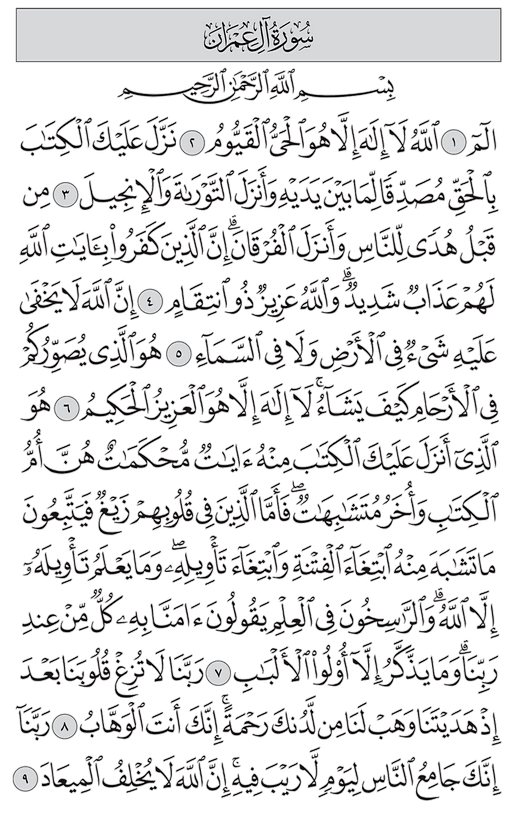 سُورَةُ آلِ عِمۡرَانَ
بِسۡمِ ٱللَّهِ ٱلرَّحۡمَٰنِ ٱلرَّحِيمِ
الٓمٓ ١ ٱللَّهُ لَآ إِلَٰهَ إِلَّا هُوَ ٱلۡحَيُّ ٱلۡقَيُّومُ ٢ نَزَّلَ عَلَيۡكَ ٱلۡكِتَٰبَ
بِٱلۡحَقِّ مُصَدِّقٗا لِّمَا بَيۡنَ يَدَيۡهِ وَأَنزَلَ ٱلتَّوۡرَىٰةَ وَٱلۡإِنجِيلَ ٣ مِن
قَبۡلُ هُدٗى لِّلنَّاسِ وَأَنزَلَ ٱلۡفُرۡقَانَۗ إِنَّ ٱلَّذِينَ كَفَرُواْ بِـَٔايَٰتِ ٱللَّهِ
لَهُمۡ عَذَابٞ شَدِيدٞۗ وَٱللَّهُ عَزِيزٞ ذُو ٱنتِقَامٍ ٤ إِنَّ ٱللَّهَ لَا يَخۡفَىٰ
عَلَيۡهِ شَيۡءٞ فِي ٱلۡأَرۡضِ وَلَا فِي ٱلسَّمَآءِ ٥ هُوَ ٱلَّذِي يُصَوِّرُكُمۡ
فِي ٱلۡأَرۡحَامِ كَيۡفَ يَشَآءُۚ لَآ إِلَٰهَ إِلَّا هُوَ ٱلۡعَزِيزُ ٱلۡحَكِيمُ ٦ هُوَ
ٱلَّذِيٓ أَنزَلَ عَلَيۡكَ ٱلۡكِتَٰبَ مِنۡهُ ءَايَٰتٞ مُّحۡكَمَٰتٌ هُنَّ أُمُّ
ٱلۡكِتَٰبِ وَأُخَرُ مُتَشَٰبِهَٰتٞۖ فَأَمَّا ٱلَّذِينَ فِي قُلُوبِهِمۡ زَيۡغٞ فَيَتَّبِعُونَ
مَا تَشَٰبَهَ مِنۡهُ ٱبۡتِغَآءَ ٱلۡفِتۡنَةِ وَٱبۡتِغَآءَ تَأۡوِيلِهِۦۖ وَمَا يَعۡلَمُ تَأۡوِيلَهُۥٓ
إِلَّا ٱللَّهُۗ وَٱلرَّٰسِخُونَ فِي ٱلۡعِلۡمِ يَقُولُونَ ءَامَنَّا بِهِۦ كُلّٞ مِّنۡ عِندِ
رَبِّنَاۗ وَمَا يَذَّكَّرُ إِلَّآ أُوْلُواْ ٱلۡأَلۡبَٰبِ ٧ رَبَّنَا لَا تُزِغۡ قُلُوبَنَا بَعۡدَ
إِذۡ هَدَيۡتَنَا وَهَبۡ لَنَا مِن لَّدُنكَ رَحۡمَةًۚ إِنَّكَ أَنتَ ٱلۡوَهَّابُ ٨ رَبَّنَآ
إِنَّكَ جَامِعُ ٱلنَّاسِ لِيَوۡمٖ لَّا رَيۡبَ فِيهِۚ إِنَّ ٱللَّهَ لَا يُخۡلِفُ ٱلۡمِيعَادَ ٩